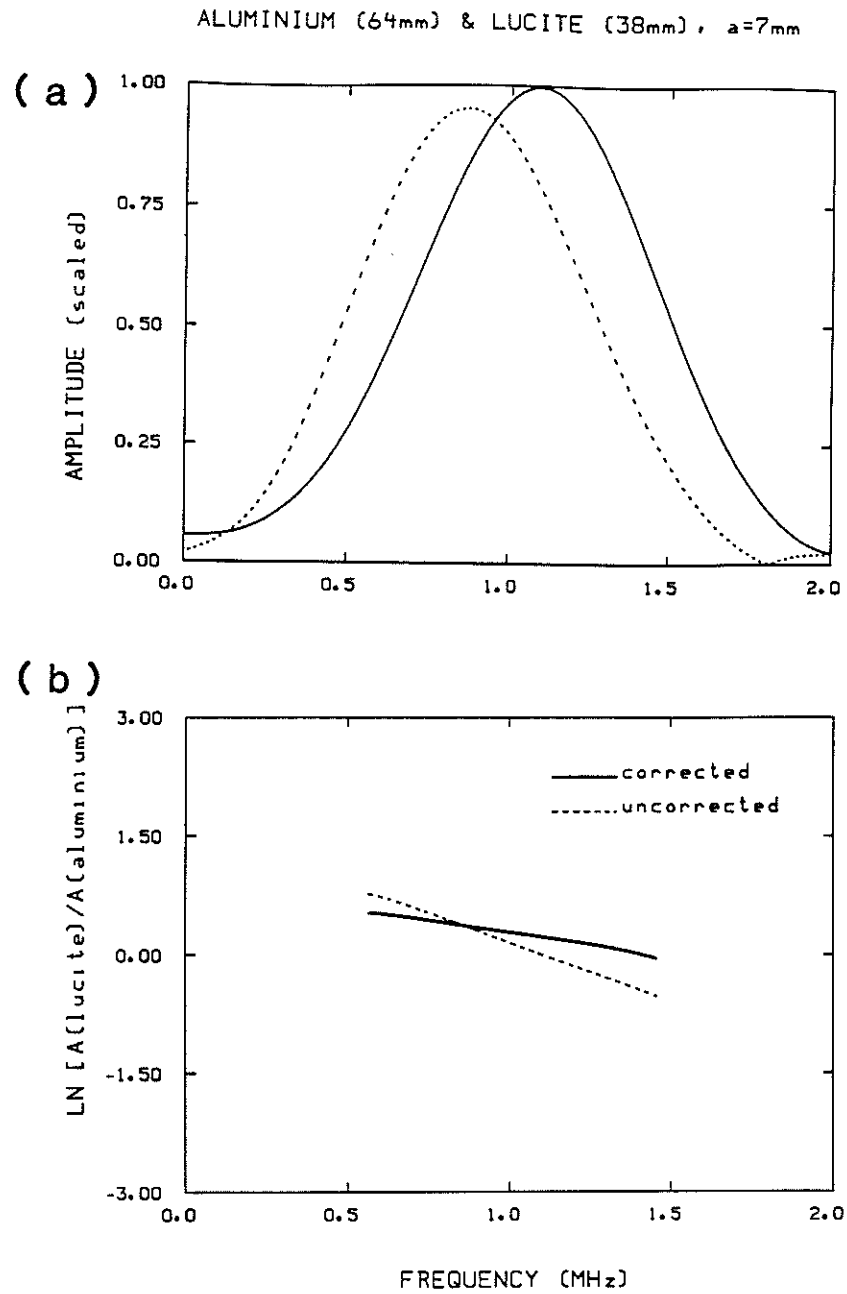 ALUMINIUM (64mm) & LUCITE (38mm), a=7mm
(a)
1.00
0.75
0.50
0.25
0.00
AMPLITUDE (scaled)
0.0 0.5 1.0 1.5 2.0
(b)
3.00
1.50
0.00
-1.50
-3.00
LN [A(lucite)/A(aluminium)]
corrected
uncorrected
0.0 0.5 1.0 1.5 2.0
FREQUENCY (MHz)